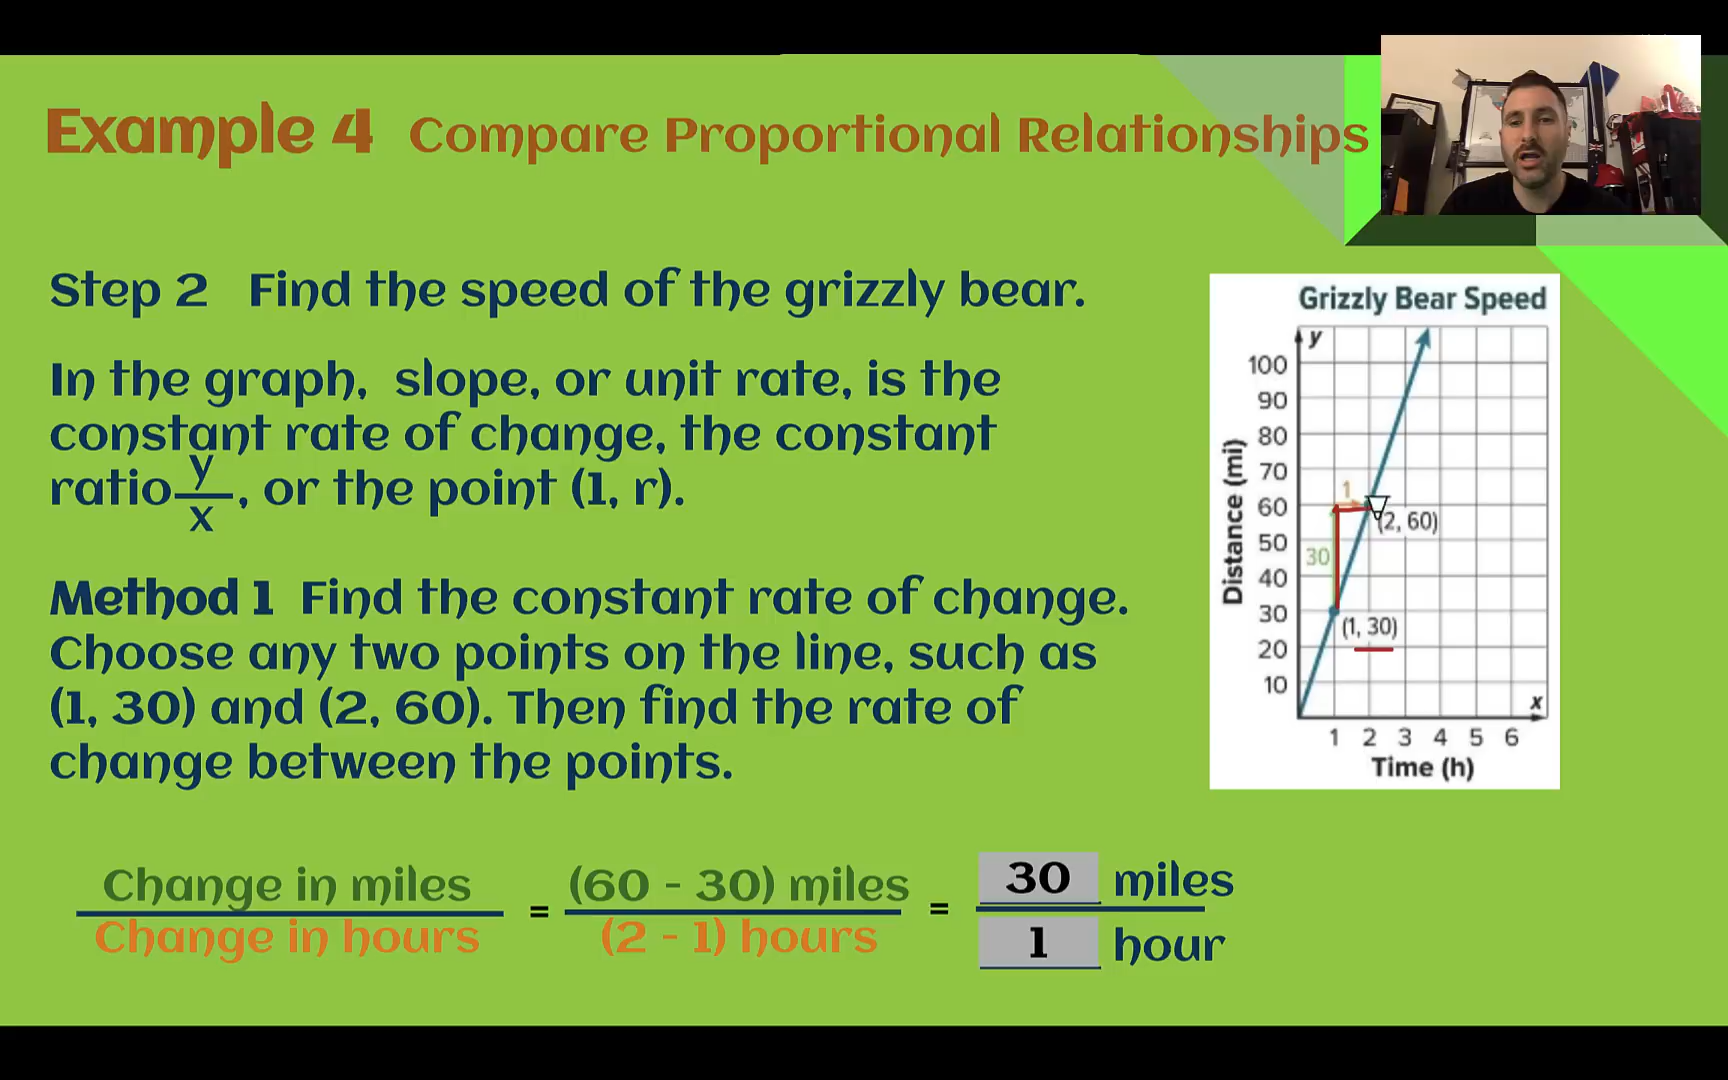 Example 4 Compare Proportional Relationships
Step 2 Find the speed of the grizzly bear.
In the graph, slope, or unit rate, is the
constant rate of change, the constant
ratio y/x, or the point (1, r).
Method 1 Find the constant rate of change.
Choose any two points on the line, such as
(1, 30) and (2, 60). Then find the rate of
change between the points.
Change in miles
Change in hours
=
(60 - 30) miles
(2 - 1) hours
=
30 miles
1 hour
Grizzly Bear Speed
y
100
90
80
70
60
50
40
30
20
10
Distance (mi)
1
30
(2, 60)
(1, 30)
x
1 2 3 4 5 6
Time (h)